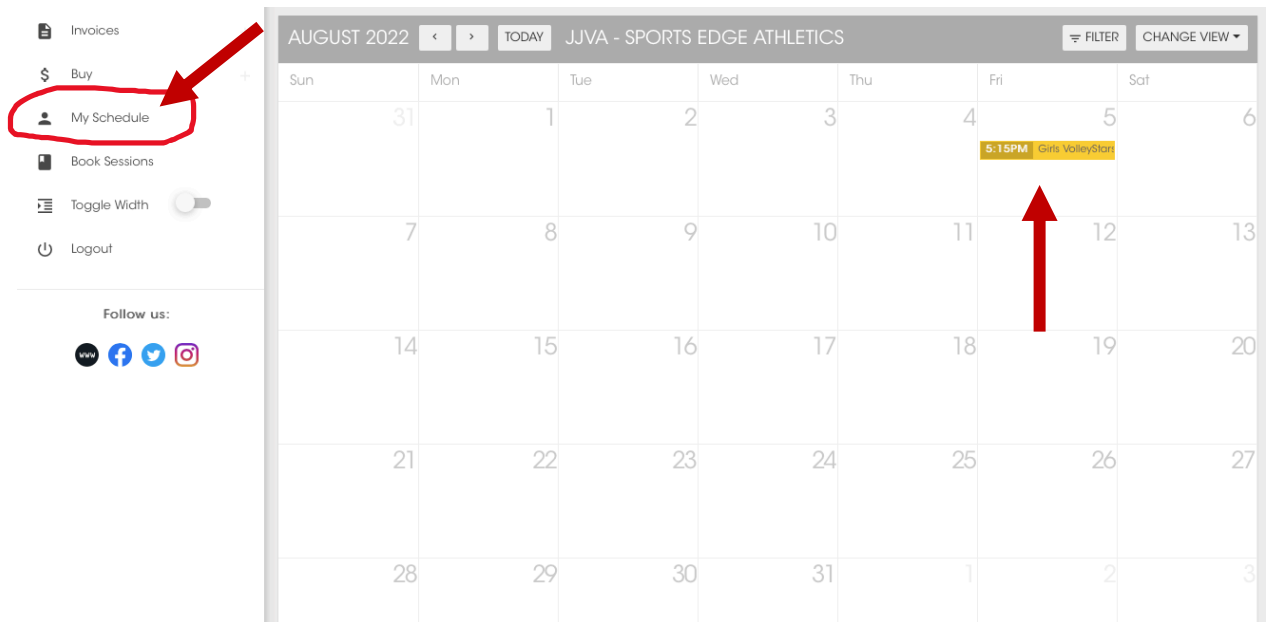 Invoices
$ Buy +
My Schedule
Book Sessions
Toggle Width
Logout
Follow us:
www
AUGUST 2022 < > TODAY JJVA - SPORTS EDGE ATHLETICS FILTER CHANGE VIEW
Sun Mon Tue Wed Thu Fri Sat
31 1 2 3 4 5 6
5:15PM Girls VolleyStars
7 8 9 10 11 12 13
14 15 16 17 18 19 20
21 22 23 24 25 26 27
28 29 30 31 1 2 3